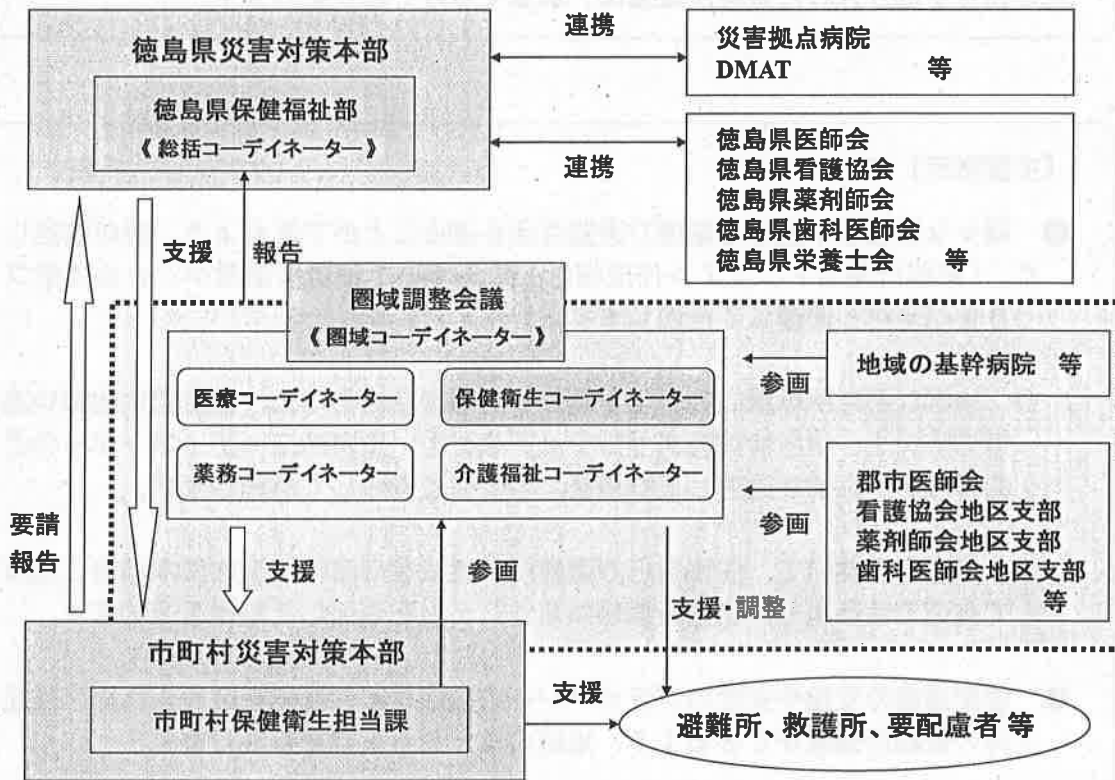 徳島県災害対策本部
徳島県保健福祉部
《 総括コーデイネーター 》
連携
災害拠点病院
DMAT 等
連携
徳島県医師会
徳島県看護協会
徳島県薬剤師会
徳島県歯科医師会
徳島県栄養士会 等
支援
報告
圏域調整会議
《 圏域コーデイネーター 》
医療コーデイネーター
保健衛生コーデイネーター
薬務コーデイネーター
介護福祉コーデイネーター
参画
地域の基幹病院 等
参画
郡市医師会
看護協会地区支部
薬剤師会地区支部
歯科医師会地区支部
等
要請
報告
支援
参画
支援・調整
市町村災害対策本部
市町村保健衛生担当課
支援
避難所、救護所、要配慮者 等